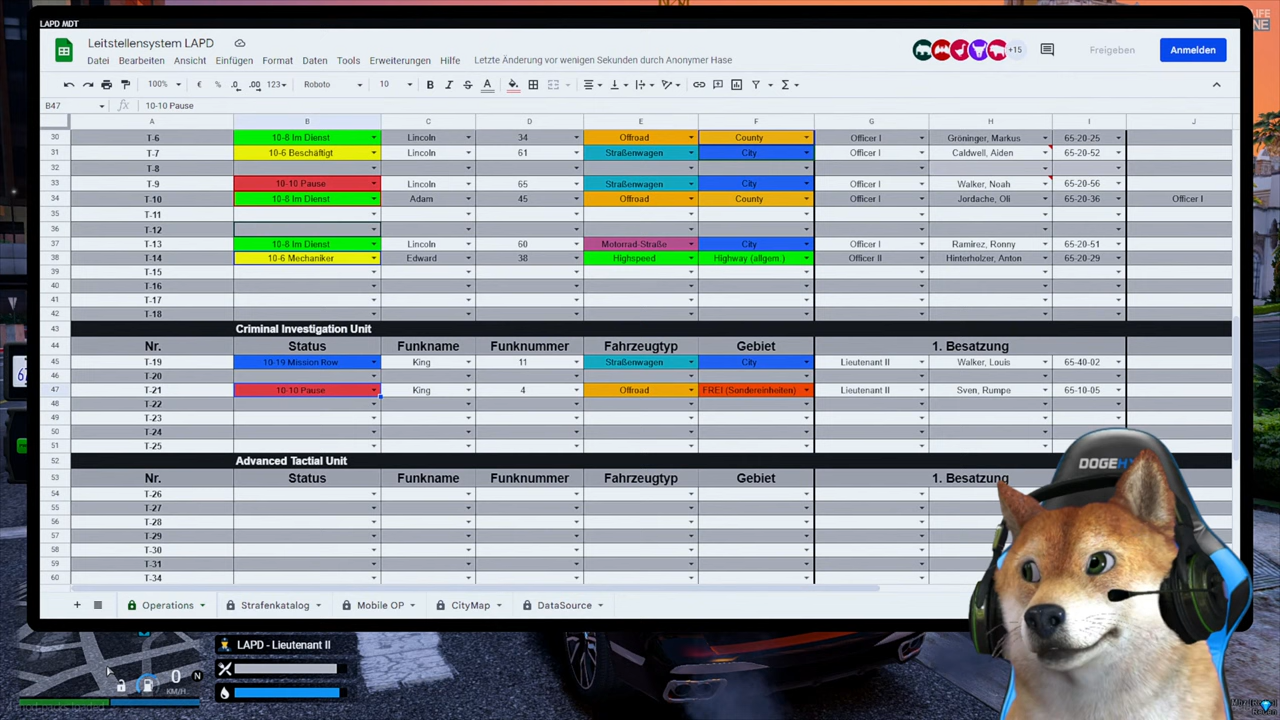 LIFE
LAPD MDT
Leitstellensystem LAPD
+15
Freigeben
Anmelden
Datei Bearbeiten Ansicht Einfügen Format Daten Tools Erweiterungen Hilfe Letzte Änderung vor wenigen Sekunden durch Anonymer Hase
100% € % .0 .00 123 Roboto 10 B I S A
B47 fx 10-10 Pause
A B C D E F G H I J
30 T-6 10-8 Im Dienst Lincoln 34 Offroad County Officer I Gröninger, Markus 65-20-25
31 T-7 10-6 Beschäftigt Lincoln 61 Straßenwagen City Officer I Caldwell, Aiden 65-20-52
32 T-8
33 T-9 10-10 Pause Lincoln 65 Straßenwagen City Officer I Walker, Noah 65-20-56
34 T-10 10-8 Im Dienst Adam 45 Offroad County Officer I Jordache, Oli 65-20-36 Officer I
35 T-11
36 T-12
37 T-13 10-8 Im Dienst Lincoln 60 Motorrad-Straße City Officer I Ramirez, Ronny 65-20-51
38 T-14 10-6 Mechaniker Edward 38 Highspeed Highway (allgem.) Officer II Hinterholzer, Anton 65-20-29
39 T-15
40 T-16
41 T-17
42 T-18
43 Criminal Investigation Unit
44 Nr. Status Funkname Funknummer Fahrzeugtyp Gebiet 1. Besatzung
45 T-19 10-19 Mission Row King 11 Straßenwagen City Lieutenant II Walker, Louis 65-40-02
46 T-20
47 T-21 10-10 Pause King 4 Offroad FREI (Sondereinheiten) Lieutenant II Sven, Rumpe 65-10-05
48 T-22
49 T-23
50 T-24
51 T-25
52 Advanced Tactial Unit
53 Nr. Status Funkname Funknummer Fahrzeugtyp Gebiet 1. Besatzung
54 T-26
55 T-27
56 T-28
57 T-29
58 T-30
59 T-31
60 T-34
DOGEHY
+ Operations Strafenkatalog Mobile OP CityMap DataSource
LAPD - Lieutenant II
0 N
KM/H